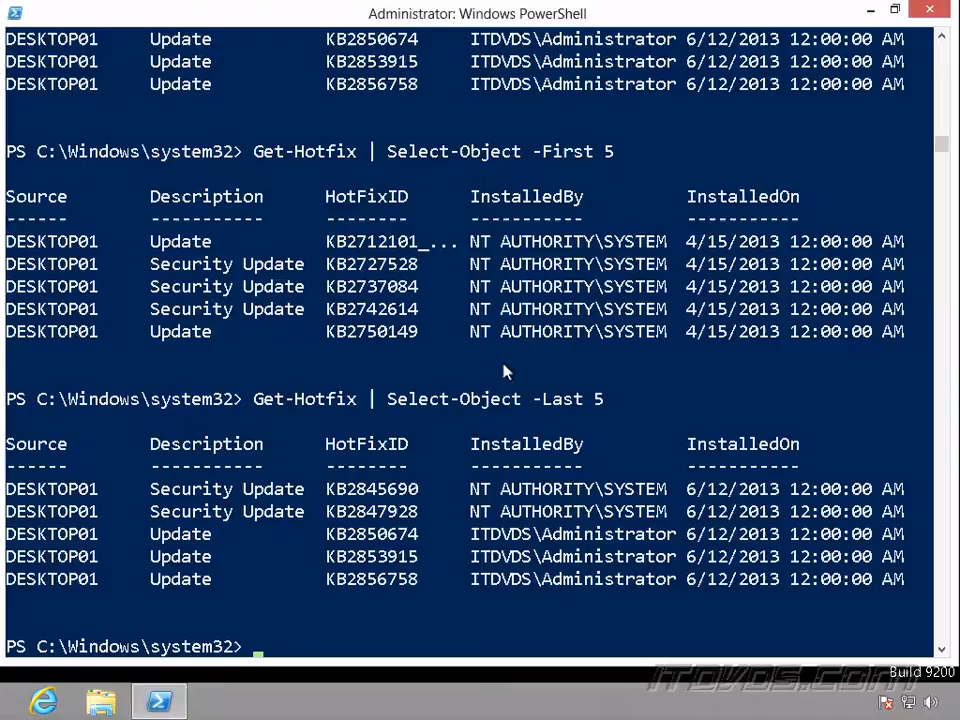 Administrator: Windows PowerShell
DESKTOP01 Update KB2850674 ITDVDS\Administrator 6/12/2013 12:00:00 AM
DESKTOP01 Update KB2853915 ITDVDS\Administrator 6/12/2013 12:00:00 AM
DESKTOP01 Update KB2856758 ITDVDS\Administrator 6/12/2013 12:00:00 AM
PS C:\Windows\system32> Get-Hotfix | Select-Object -First 5
Source Description HotFixID InstalledBy InstalledOn
------ ----------- -------- ----------- -----------
DESKTOP01 Update KB2712101_... NT AUTHORITY\SYSTEM 4/15/2013 12:00:00 AM
DESKTOP01 Security Update KB2727528 NT AUTHORITY\SYSTEM 4/15/2013 12:00:00 AM
DESKTOP01 Security Update KB2737084 NT AUTHORITY\SYSTEM 4/15/2013 12:00:00 AM
DESKTOP01 Security Update KB2742614 NT AUTHORITY\SYSTEM 4/15/2013 12:00:00 AM
DESKTOP01 Update KB2750149 NT AUTHORITY\SYSTEM 4/15/2013 12:00:00 AM
PS C:\Windows\system32> Get-Hotfix | Select-Object -Last 5
Source Description HotFixID InstalledBy InstalledOn
------ ----------- -------- ----------- -----------
DESKTOP01 Security Update KB2845690 NT AUTHORITY\SYSTEM 6/12/2013 12:00:00 AM
DESKTOP01 Security Update KB2847928 NT AUTHORITY\SYSTEM 6/12/2013 12:00:00 AM
DESKTOP01 Update KB2850674 ITDVDS\Administrator 6/12/2013 12:00:00 AM
DESKTOP01 Update KB2853915 ITDVDS\Administrator 6/12/2013 12:00:00 AM
DESKTOP01 Update KB2856758 ITDVDS\Administrator 6/12/2013 12:00:00 AM
PS C:\Windows\system32>
Build 9200
ITDVDS.COM